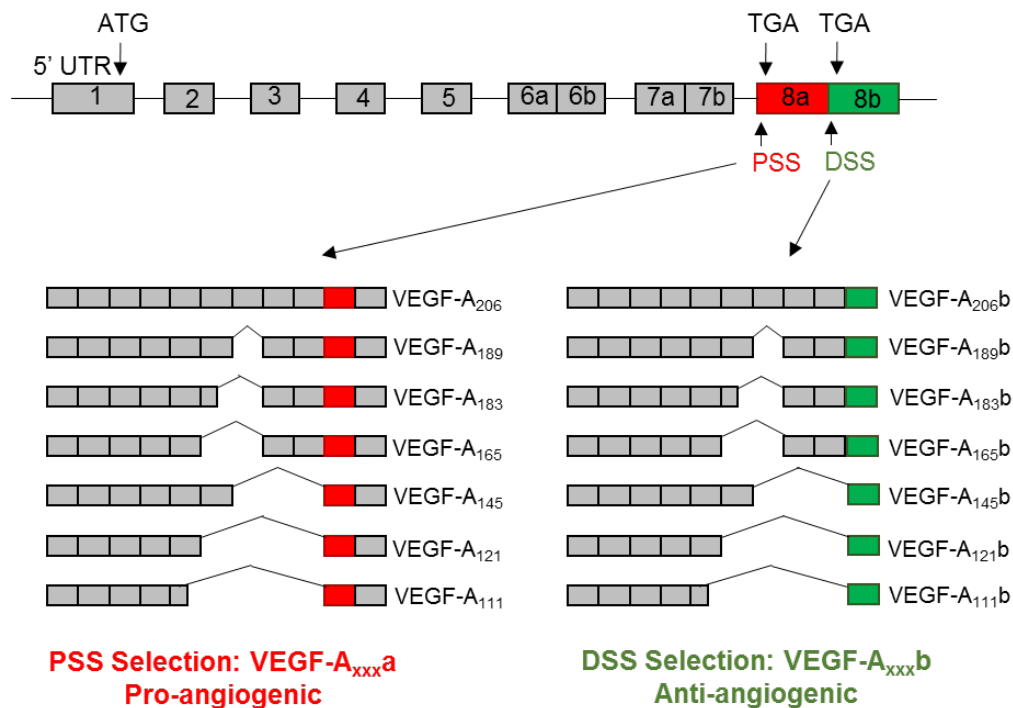 ATG TGA TGA
5' UTR
1 2 3 4 5 6a 6b 7a 7b 8a 8b
PSS DSS
VEGF-A₂₀₆ VEGF-A₂₀₆b
VEGF-A₁₈₉ VEGF-A₁₈₉b
VEGF-A₁₈₃ VEGF-A₁₈₃b
VEGF-A₁₆₅ VEGF-A₁₆₅b
VEGF-A₁₄₅ VEGF-A₁₄₅b
VEGF-A₁₂₁ VEGF-A₁₂₁b
VEGF-A₁₁₁ VEGF-A₁₁₁b
PSS Selection: VEGF-Aₓₓₓa
Pro-angiogenic
DSS Selection: VEGF-Aₓₓₓb
Anti-angiogenic